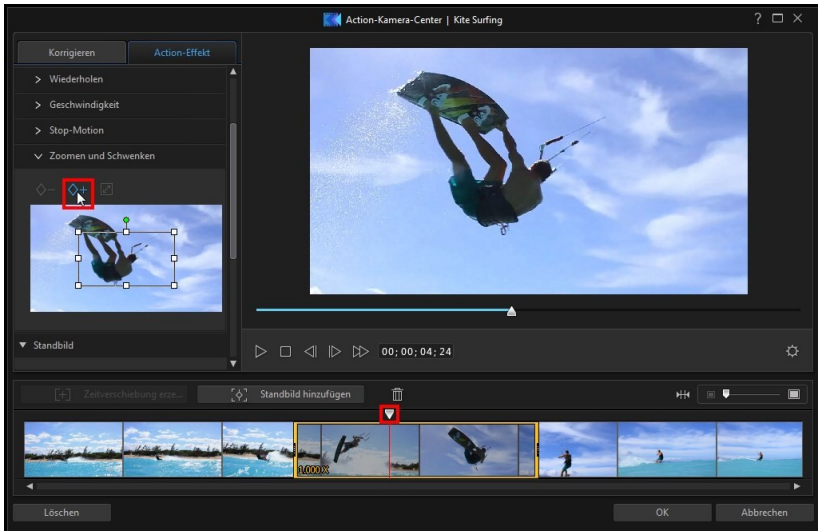 Action-Kamera-Center | Kite Surfing
Korrigieren
Action-Effekt
Wiederholen
Geschwindigkeit
Stop-Motion
Zoomen und Schwenken
Standbild
00;00;04;24
Zeitverschiebung erze...
Standbild hinzufügen
1.000X
Löschen
OK
Abbrechen